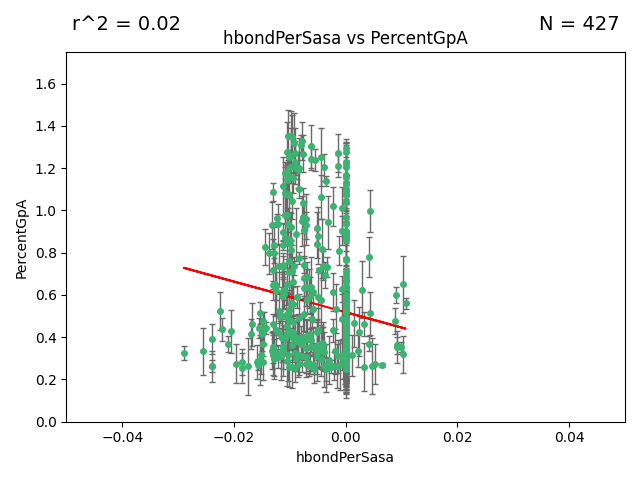 r^2 = 0.02
N = 427
hbondPerSasa vs PercentGpA
PercentGpA
1.6
1.4
1.2
1.0
0.8
0.6
0.4
0.2
0.0
−0.04 −0.02 0.00 0.02 0.04
hbondPerSasa